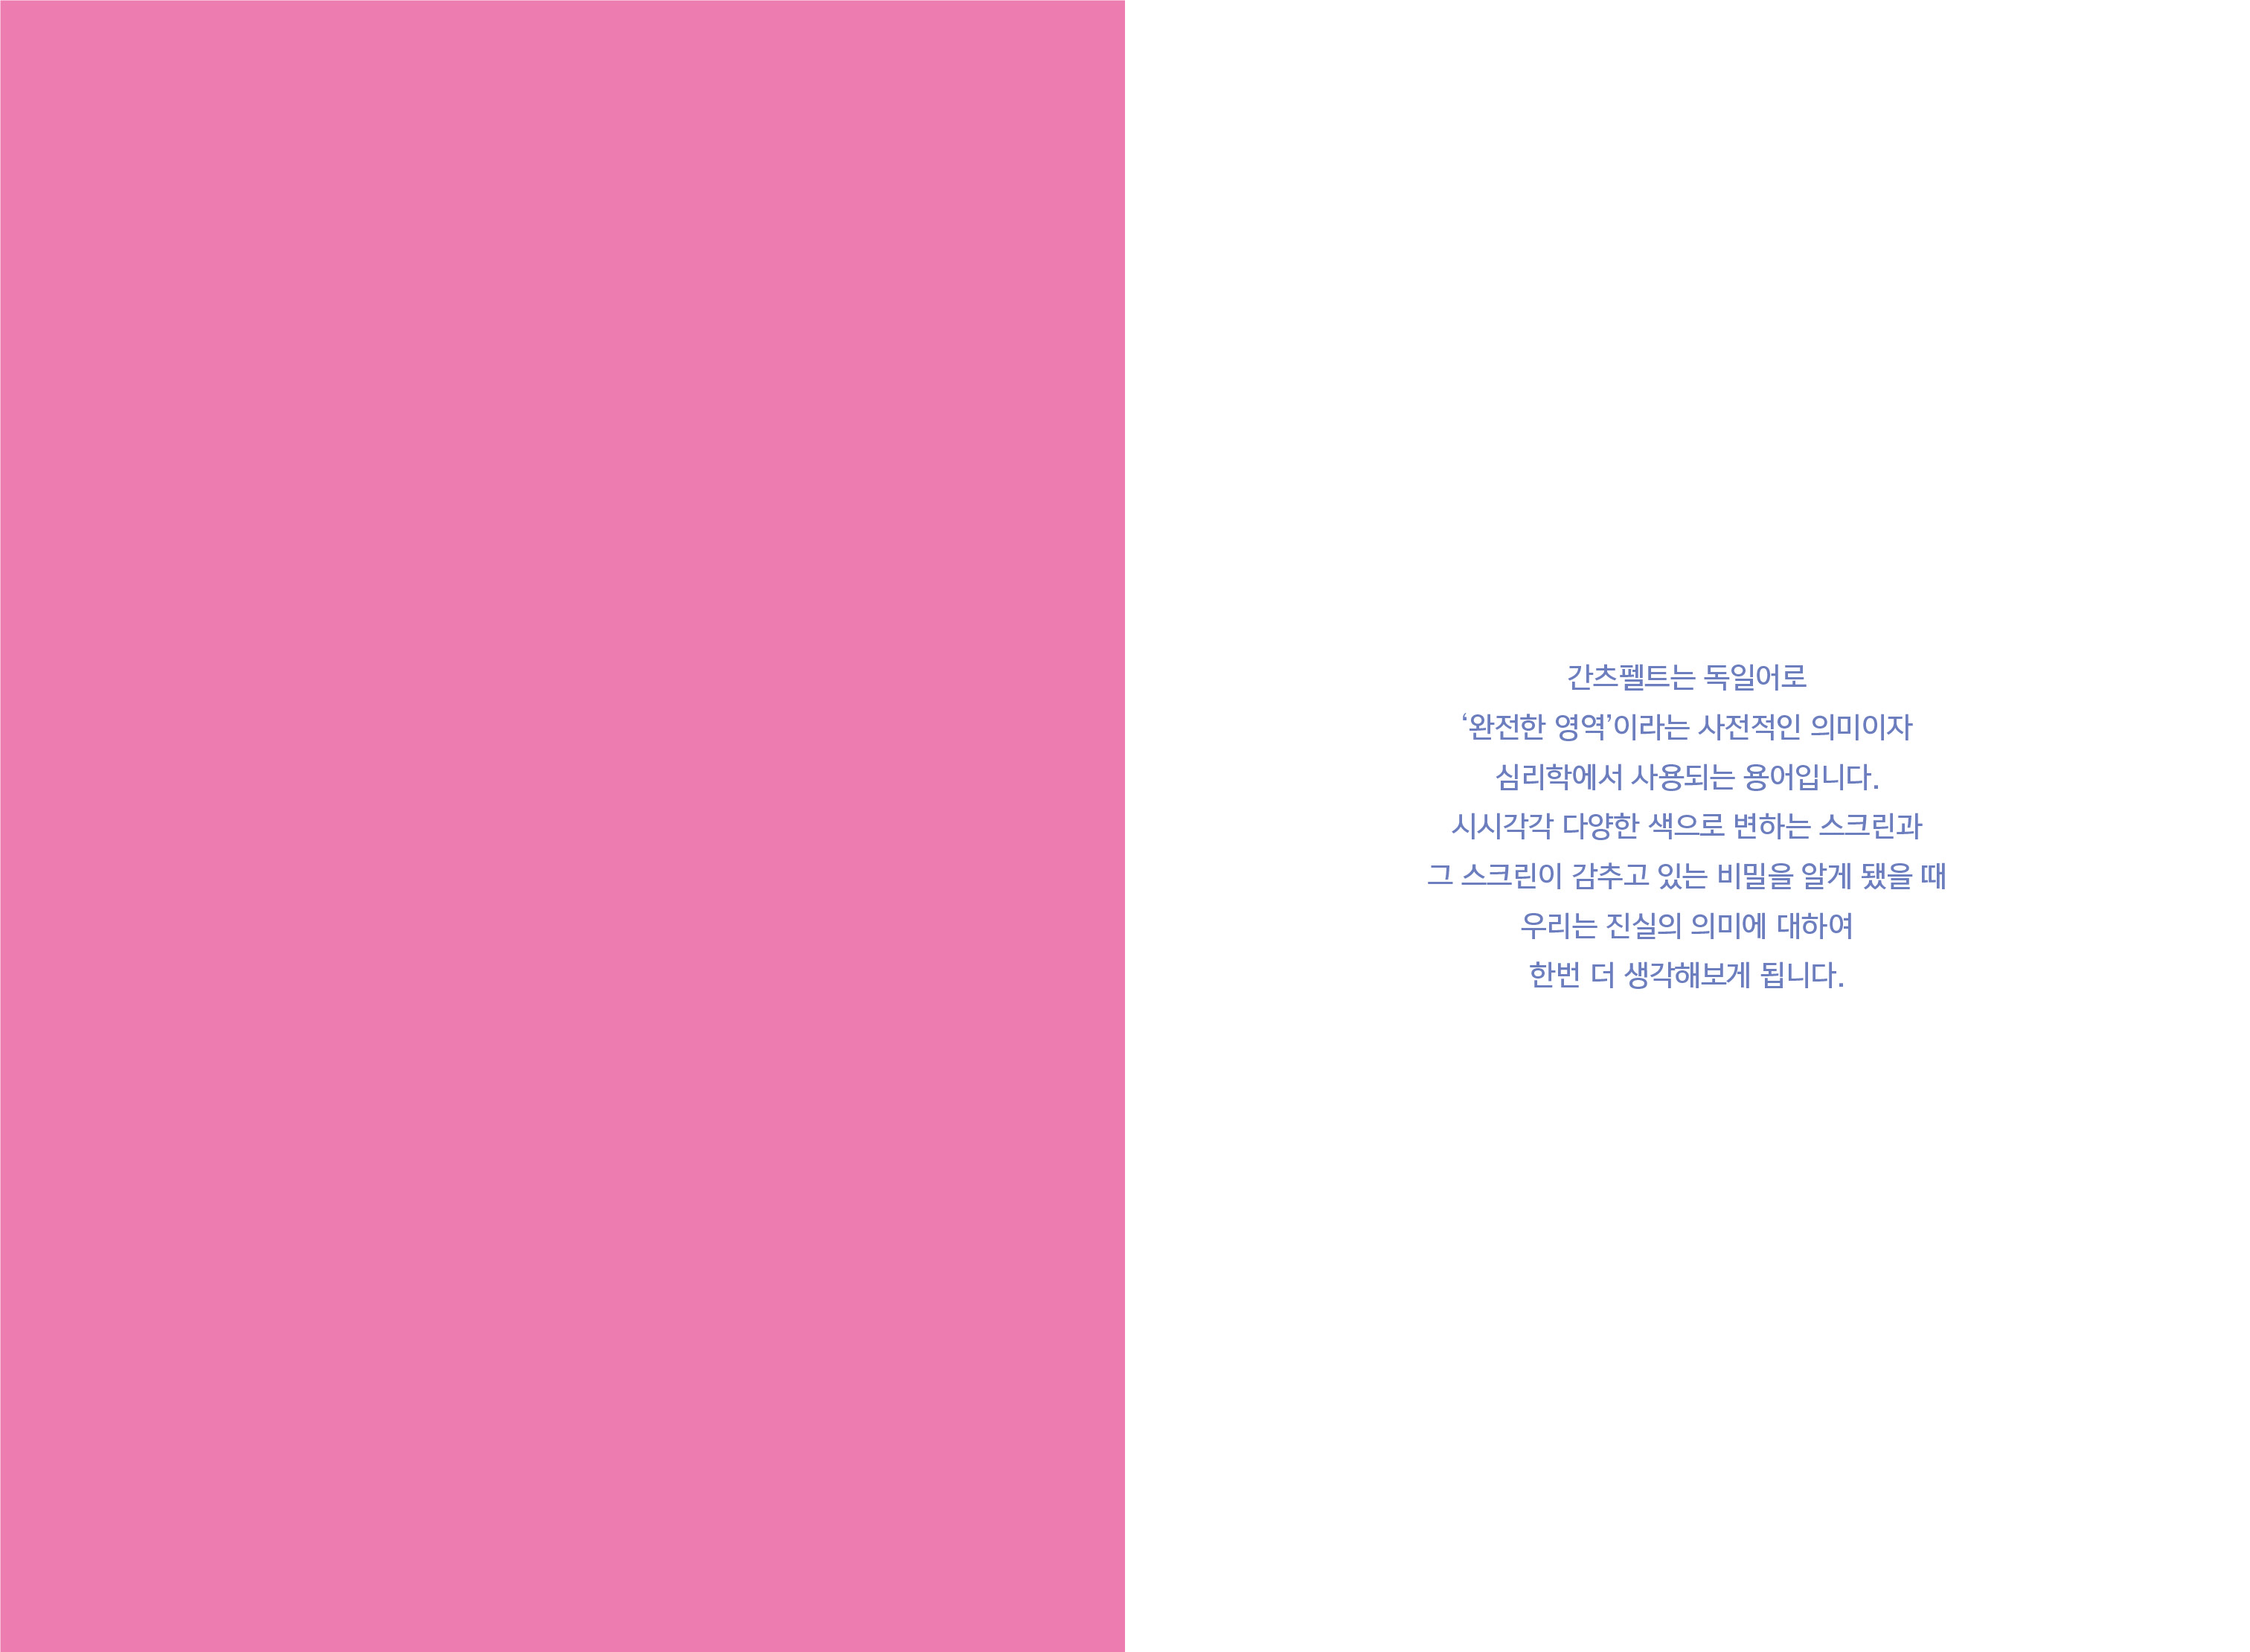 간츠펠트는 독일어로
‘완전한 영역’이라는 사전적인 의미이자
심리학에서 사용되는 용어입니다.
시시각각 다양한 색으로 변하는 스크린과
그 스크린이 감추고 있는 비밀을 알게 됐을 때
우리는 진실의 의미에 대하여
한번 더 생각해보게 됩니다.